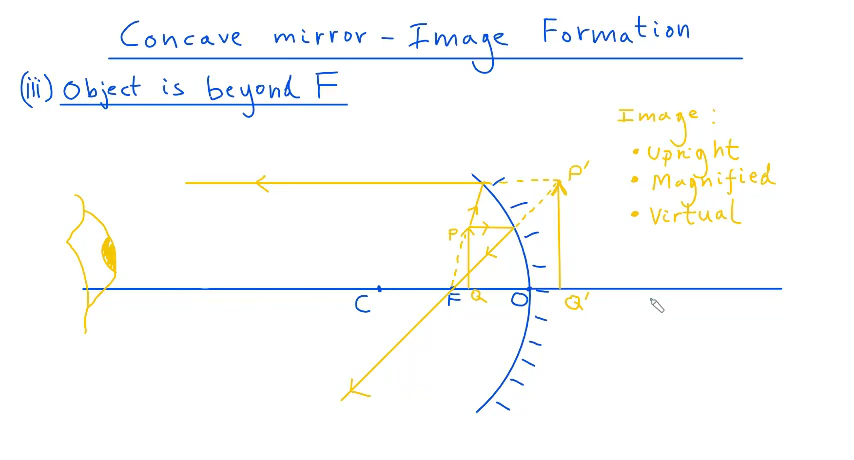 Concave mirror - Image Formation
(iii) Object is beyond F
Image :
• Upright
• Magnified
• Virtual
P'
P
C
F
Q
O
Q'